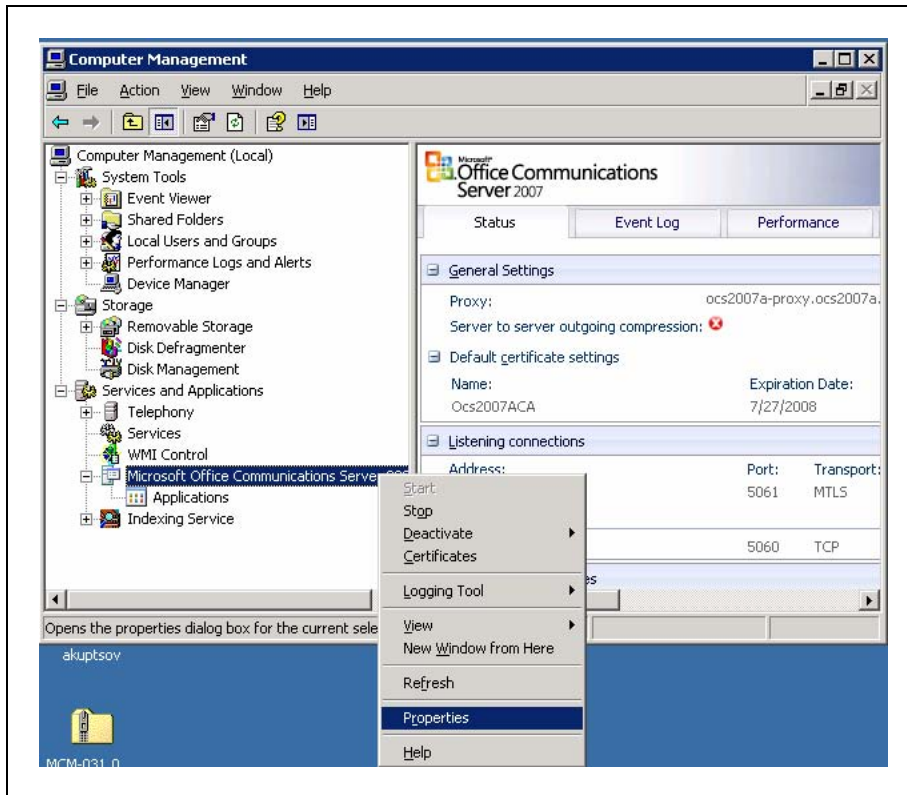 Computer Management
File Action View Window Help
Computer Management (Local)
System Tools
Event Viewer
Shared Folders
Local Users and Groups
Performance Logs and Alerts
Device Manager
Storage
Removable Storage
Disk Defragmenter
Disk Management
Services and Applications
Telephony
Services
WMI Control
Microsoft Office Communications Server
Applications
Indexing Service
Microsoft
Office Communications
Server 2007
Status Event Log Performance
General Settings
Proxy: ocs2007a-proxy.ocs2007a.
Server to server outgoing compression:
Default certificate settings
Name: Expiration Date:
Ocs2007ACA 7/27/2008
Listening connections
Address: Port: Transport:
5061 MTLS
5060 TCP
Start
Stop
Deactivate
Certificates
Logging Tool
View
New Window from Here
Refresh
Properties
Help
Opens the properties dialog box for the current sele
akuptsov
MCM-031_0